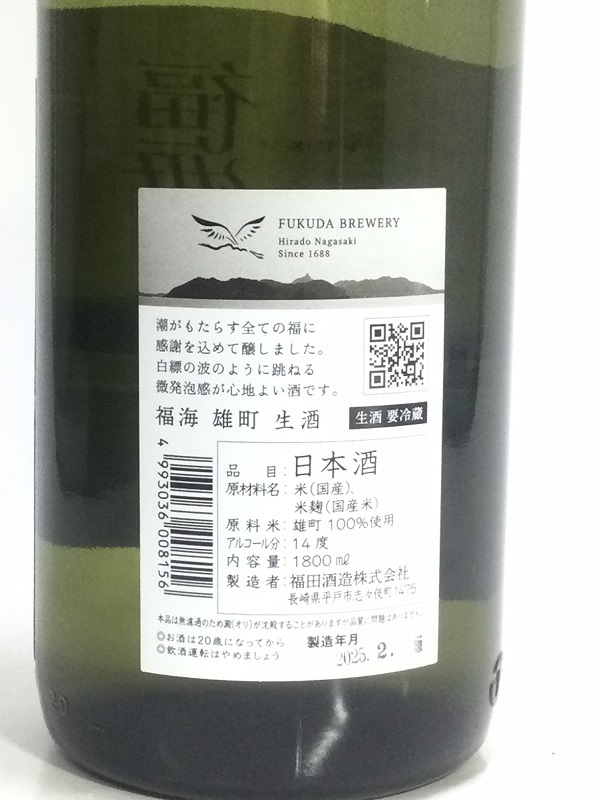 福海
FUKUDA BREWERY
Hirado Nagasaki
Since 1688
潮がもたらす全ての福に
感謝を込めて醸しました。
白縹の波のように跳ねる
微発泡感が心地よい酒です。
福海 雄町 生酒
生酒 要冷蔵
4 993036 008156
品目:日本酒
原材料名:米(国産)、
米麹(国産米)
原料米:雄町 100%使用
アルコール分:14度
内容量:1800㎖
製造者:福田酒造株式会社
長崎県平戸市志々伎町1475
本品は無濾過のため澱(オリ)が沈殿することがありますが品質に問題はありません。
◎お酒は20歳になってから
◎飲酒運転はやめましょう
製造年月
2025. 2.
20